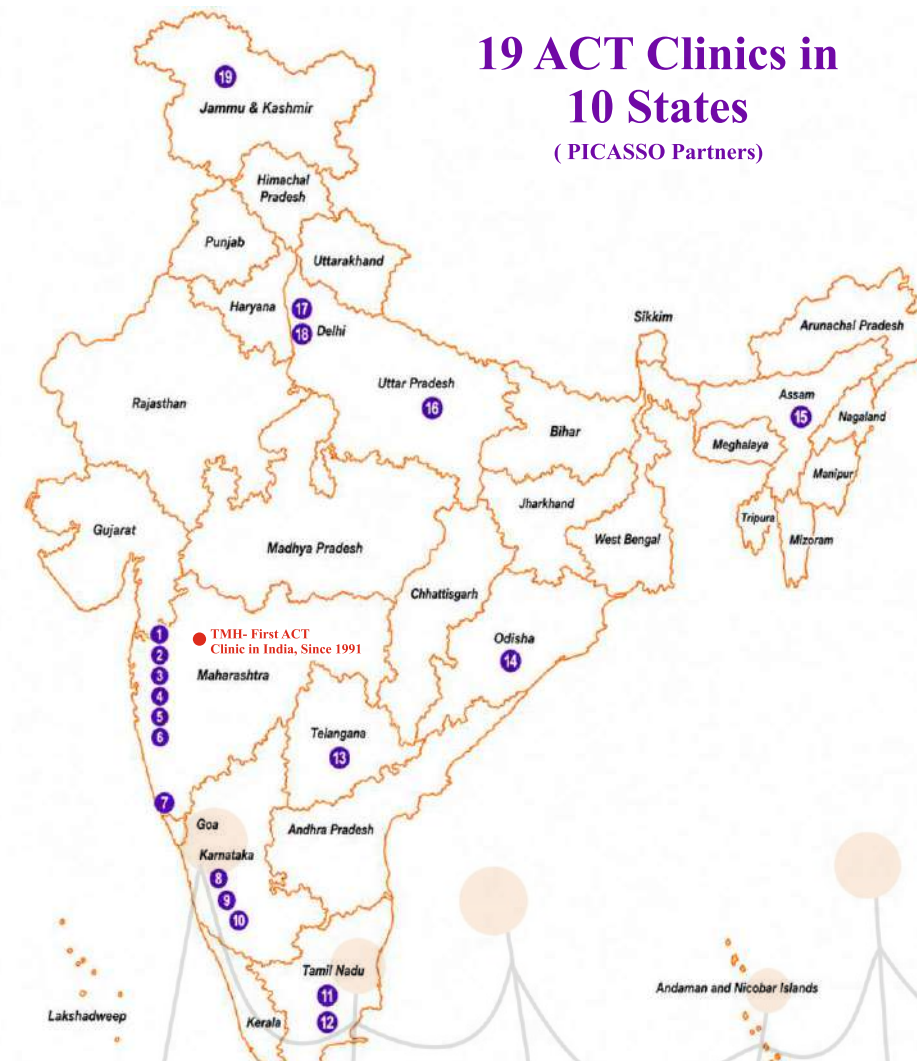 19 ACT Clinics in
10 States
( PICASSO Partners)
19
Jammu & Kashmir
Himachal
Pradesh
Punjab
Uttarakhand
Haryana
17
18 Delhi
Sikkim
Arunachal Pradesh
Rajasthan
Uttar Pradesh
16
Assam
15
Nagaland
Bihar
Meghalaya
Manipur
Gujarat
Jharkhand
Tripura
Mizoram
Madhya Pradesh
West Bengal
Chhattisgarh
1
TMH- First ACT
Clinic in India, Since 1991
Odisha
14
2
3
Maharashtra
4
5
6
Telangana
13
7
Goa
Andhra Pradesh
Karnataka
8
9
10
Tamil Nadu
11
12
Kerala
Lakshadweep
Andaman and Nicobar Islands